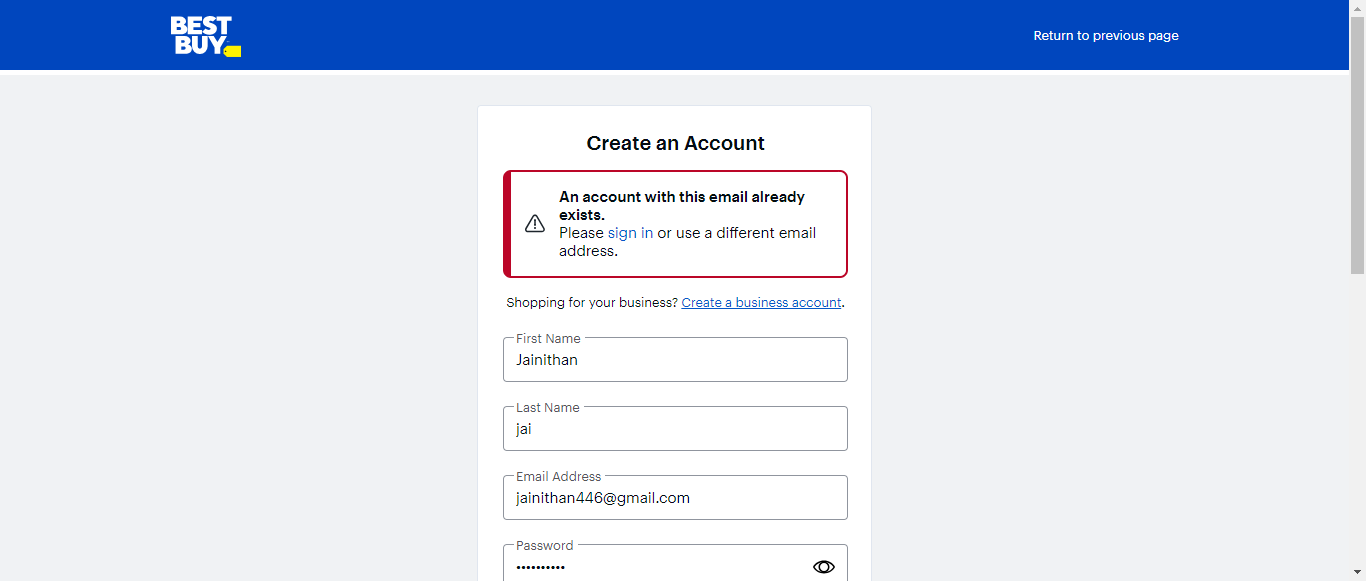 BEST
BUY
Return to previous page
Create an Account
An account with this email already
exists.
Please sign in or use a different email
address.
Shopping for your business? Create a business account.
First Name
Jainithan
Last Name
jai
Email Address
jainithan446@gmail.com
Password
••••••••••